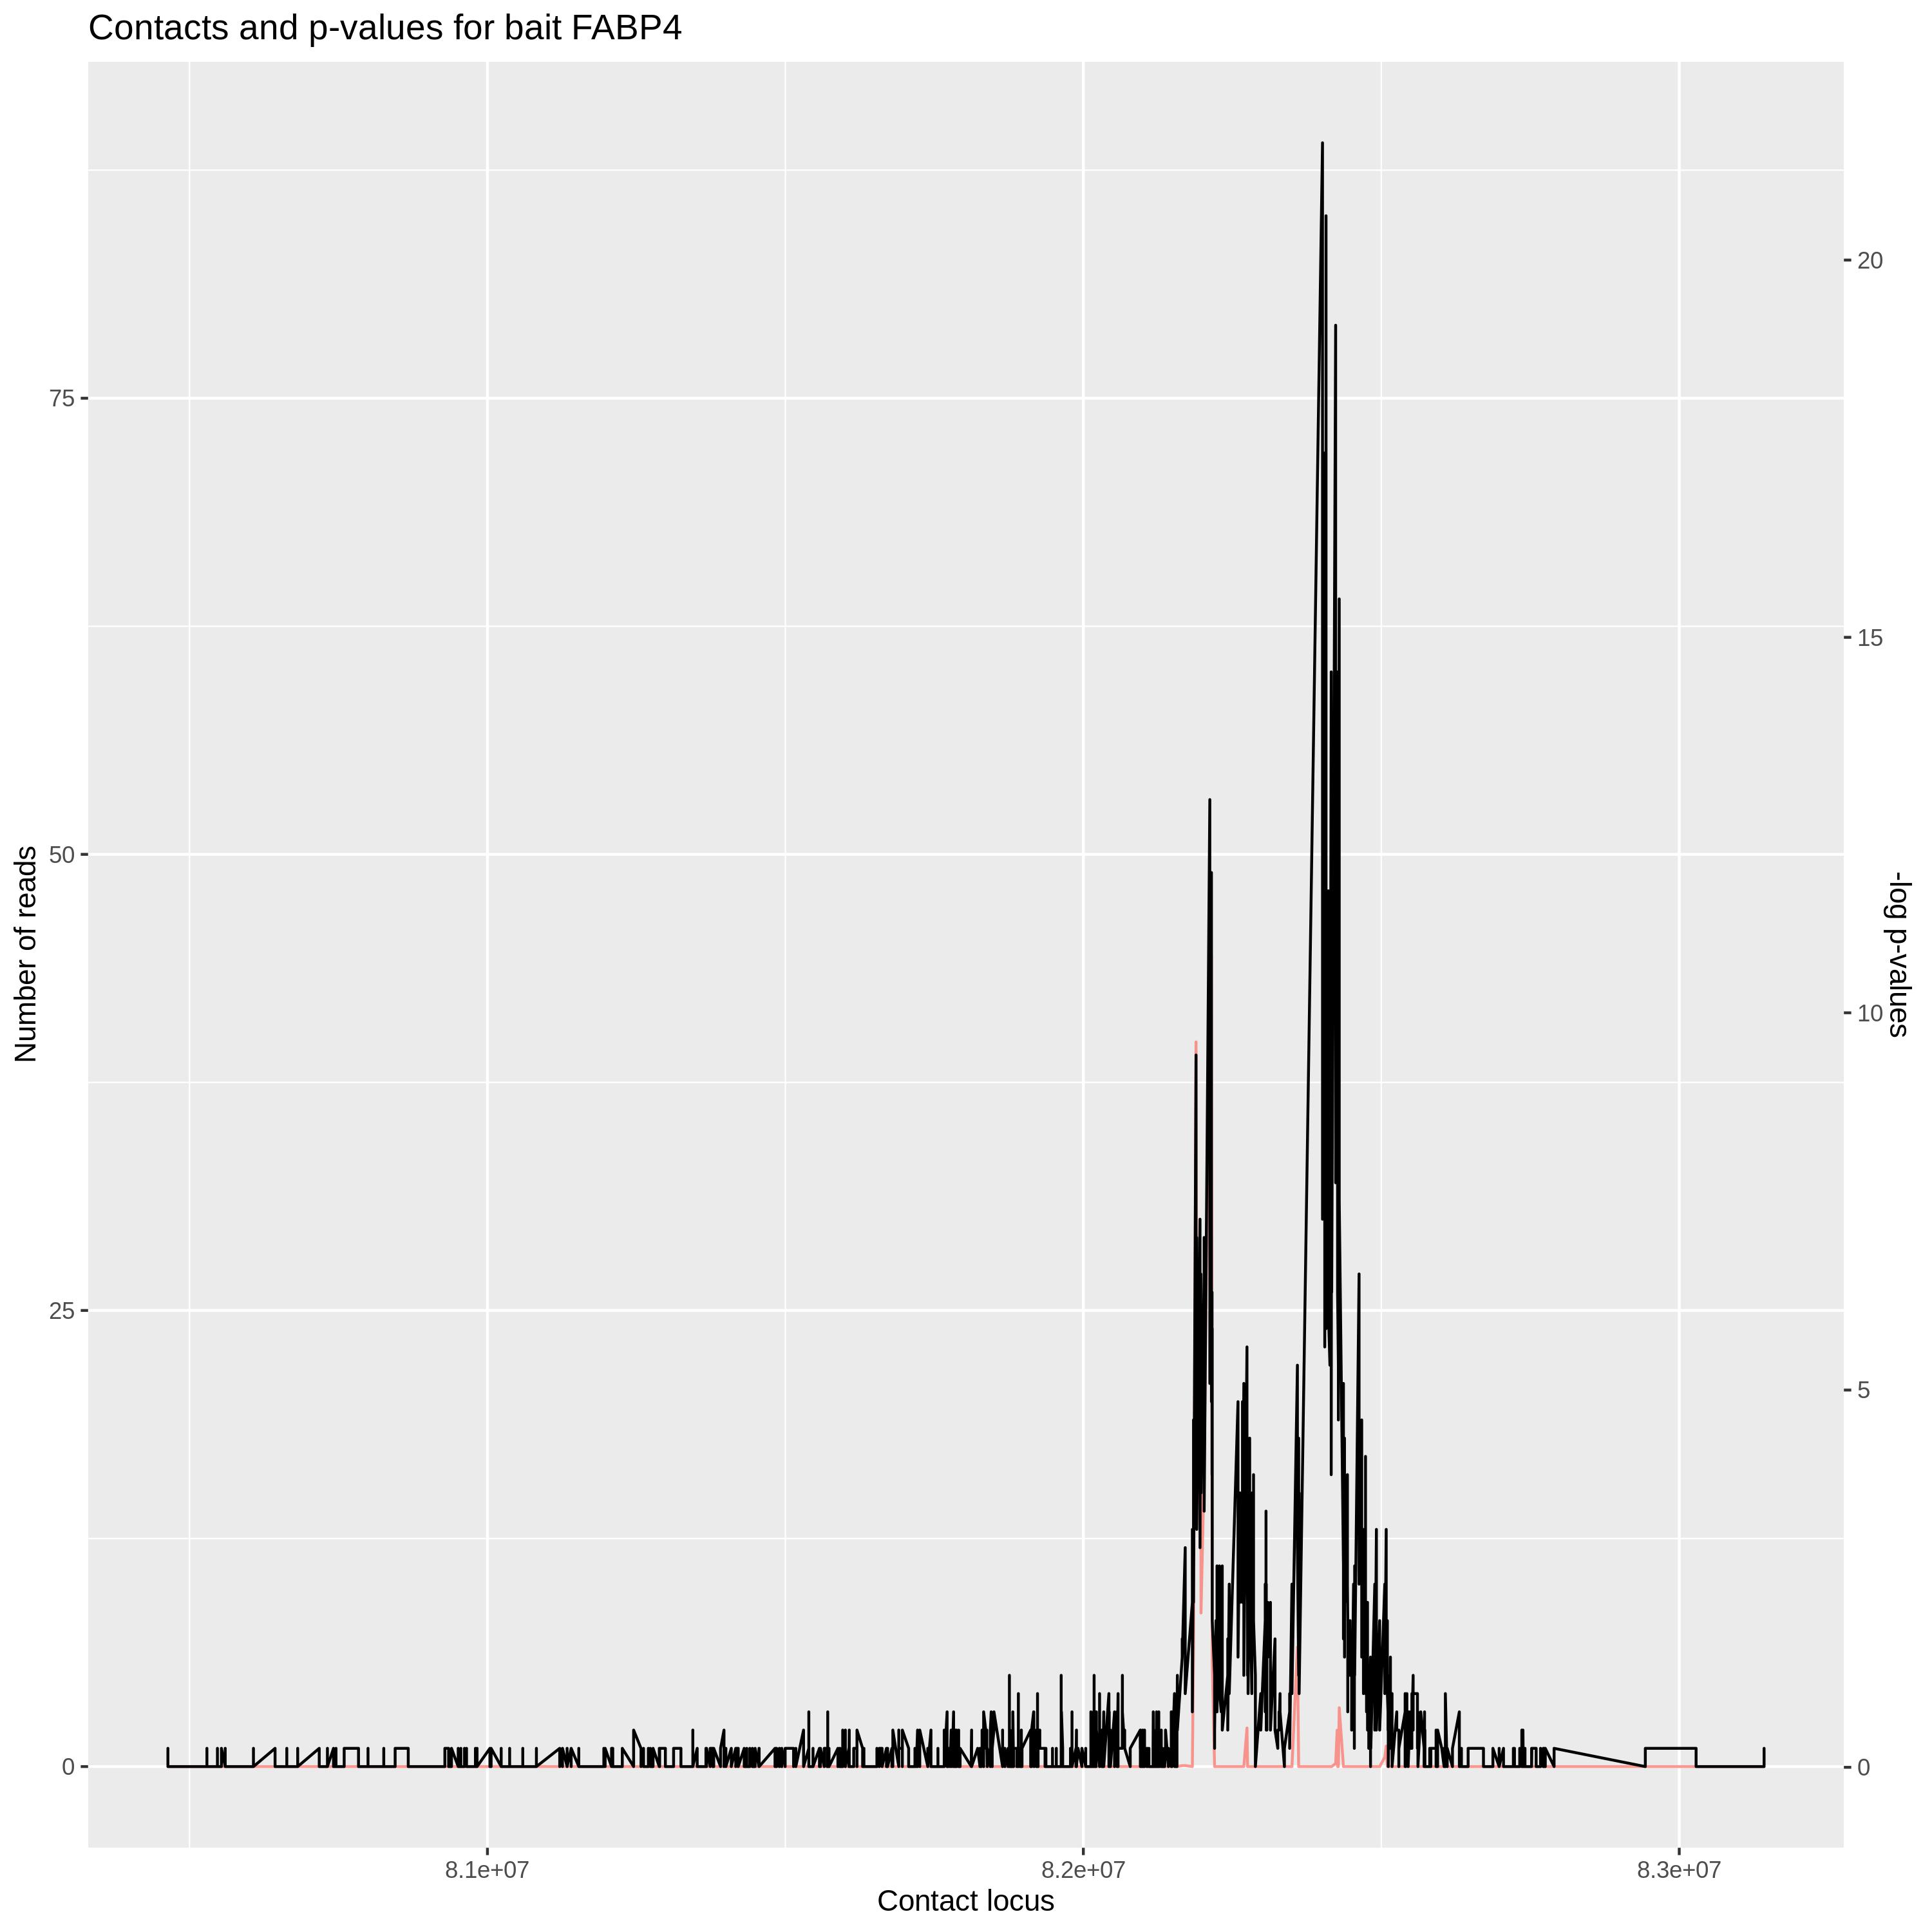 Contacts and p-values for bait FABP4
75
50
25
0
Number of reads
20
15
10
5
0
-log p-values
8.1e+07
8.2e+07
8.3e+07
Contact locus